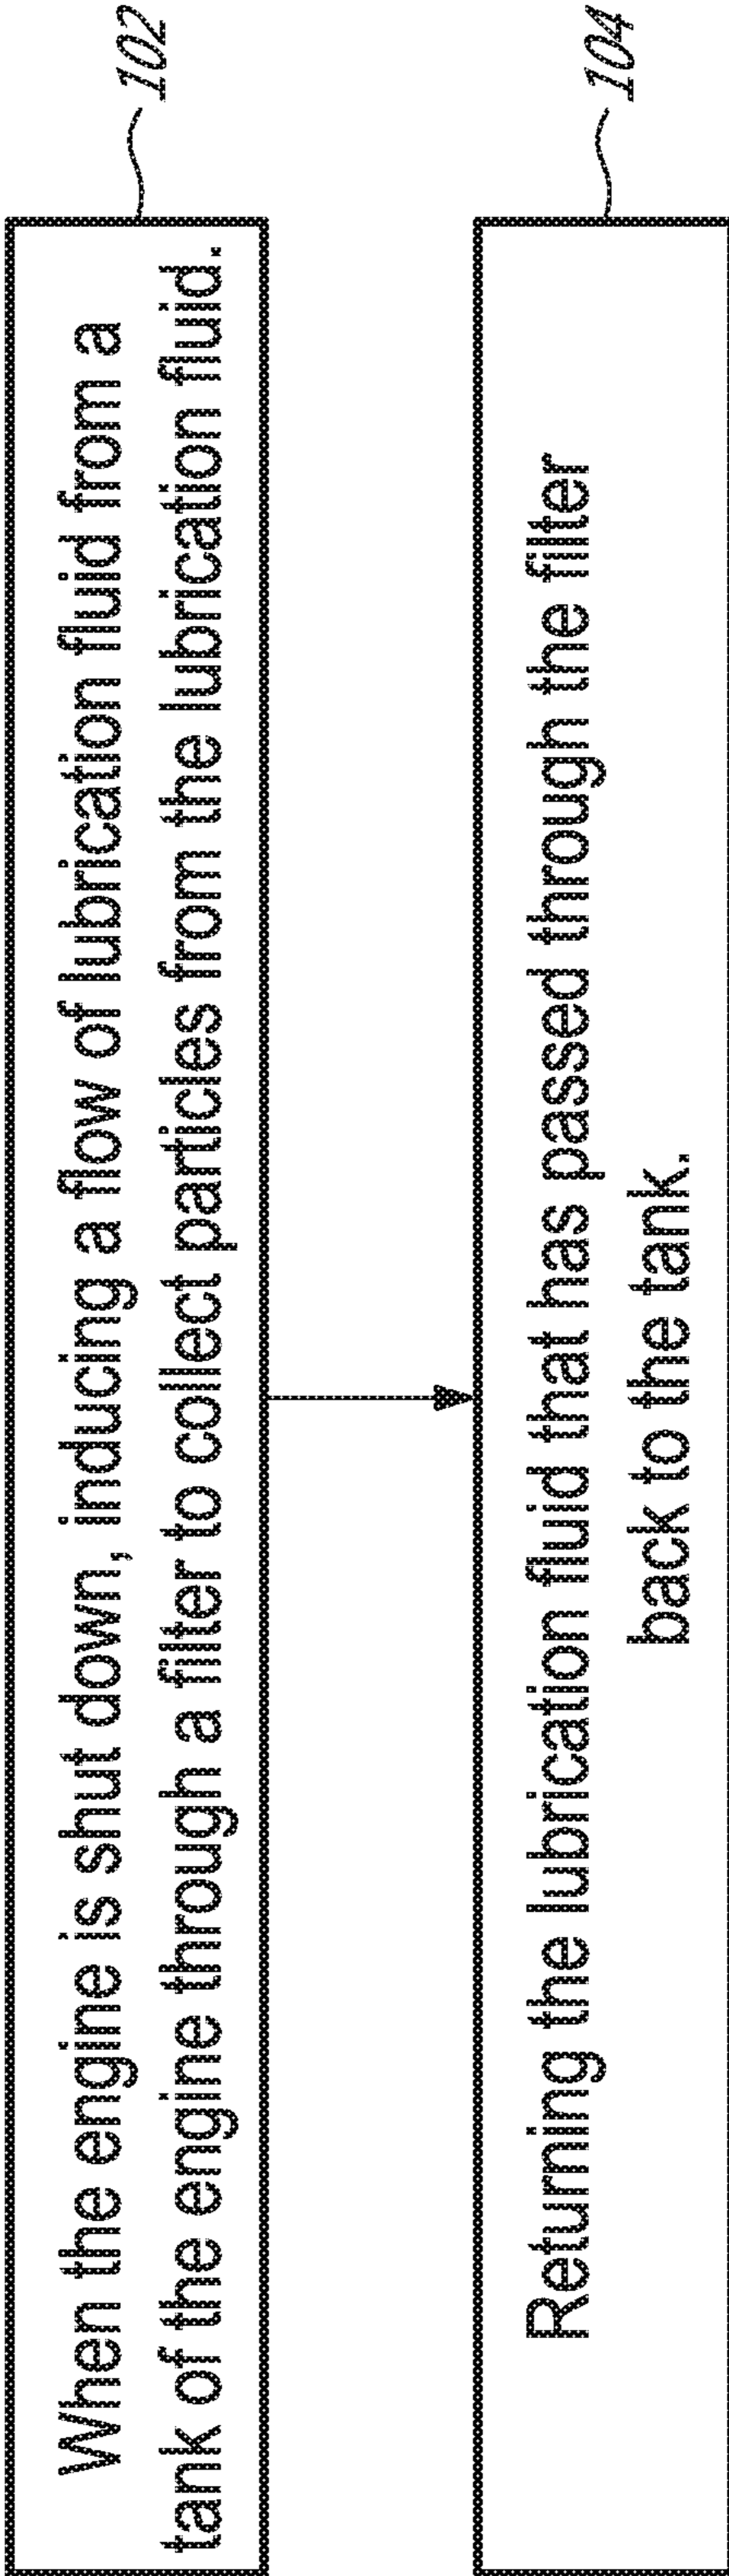 When the engine is shut down, inducing a flow of lubrication fluid from a
tank of the engine through a filter to collect particles from the lubrication fluid.
102
Returning the lubrication fluid that has passed through the filter
back to the tank.
104